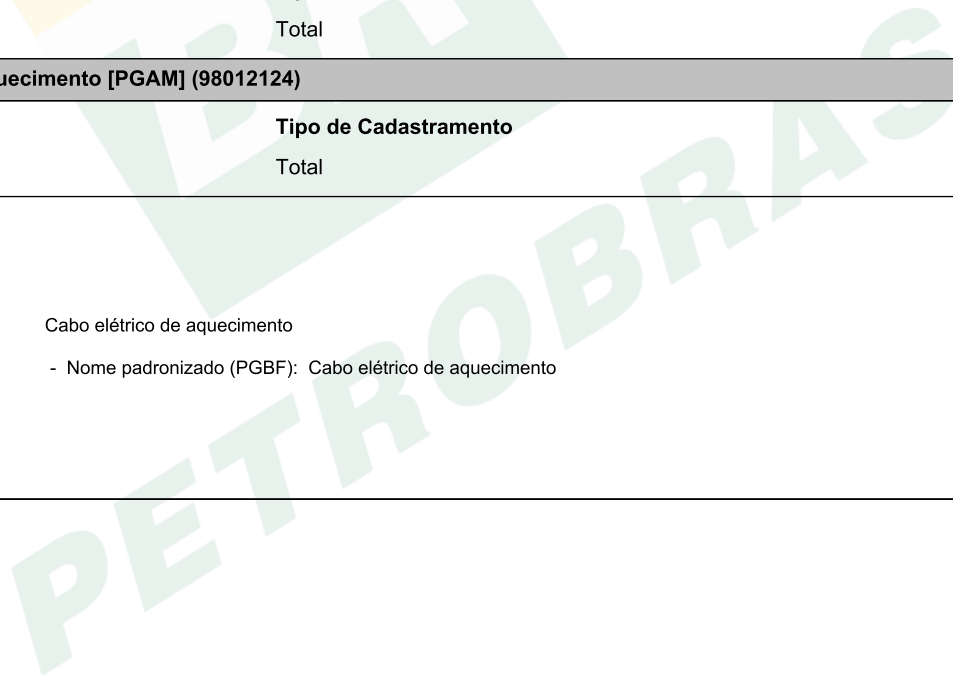 Total
uecimento [PGAM] (98012124)
Tipo de Cadastramento
Total
Cabo elétrico de aquecimento
- Nome padronizado (PGBF): Cabo elétrico de aquecimento
PETROBRAS